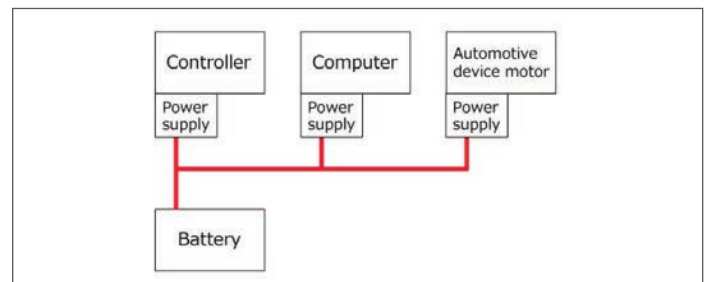 Controller
Computer
Automotive
device motor
Power
supply
Power
supply
Power
supply
Battery